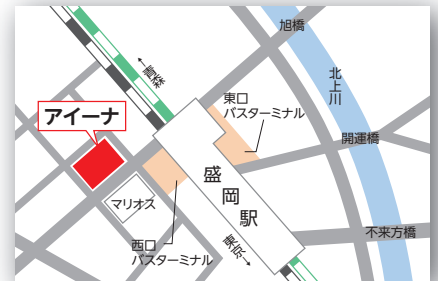 旭橋
北上川
↑青森
東口
バスターミナル
アイーナ
開運橋
盛岡駅
マリオス
不来方橋
西口
バスターミナル
東京↓